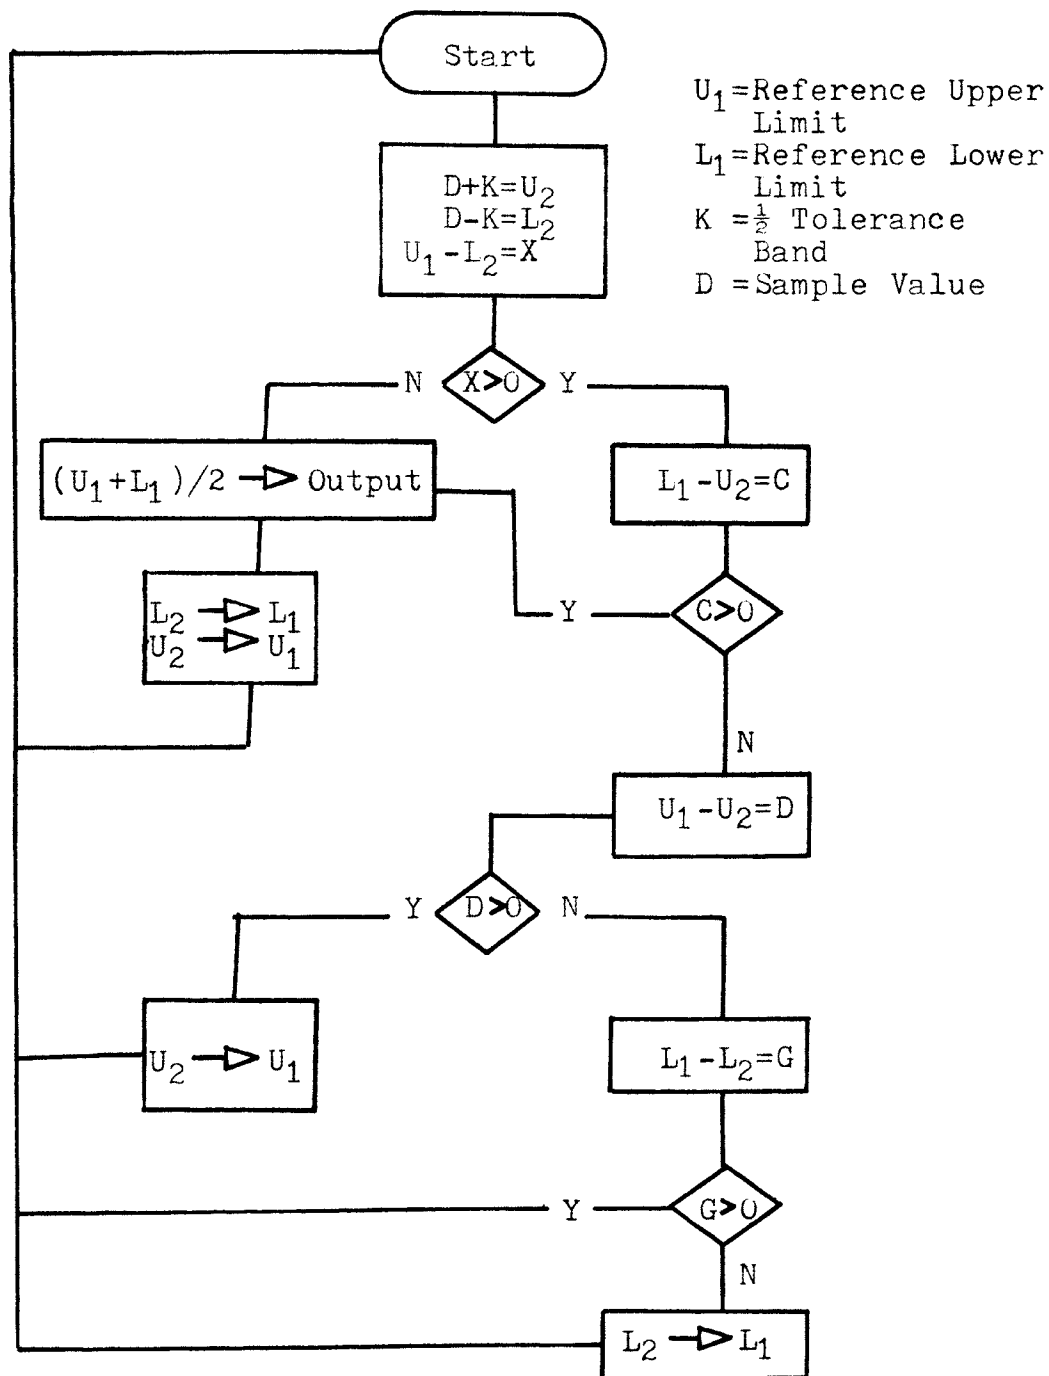 Start
U₁=Reference Upper
Limit
L₁=Reference Lower
Limit
K =½ Tolerance
Band
D =Sample Value
D+K=U₂
D-K=L₂
U₁-L₂=X
N
X>0
Y
(U₁+L₁)/2 → Output
L₁-U₂=C
L₂ → L₁
U₂ → U₁
Y
C>0
N
U₁-U₂=D
Y
D>0
N
U₂ → U₁
L₁-L₂=G
Y
G>0
N
L₂ → L₁